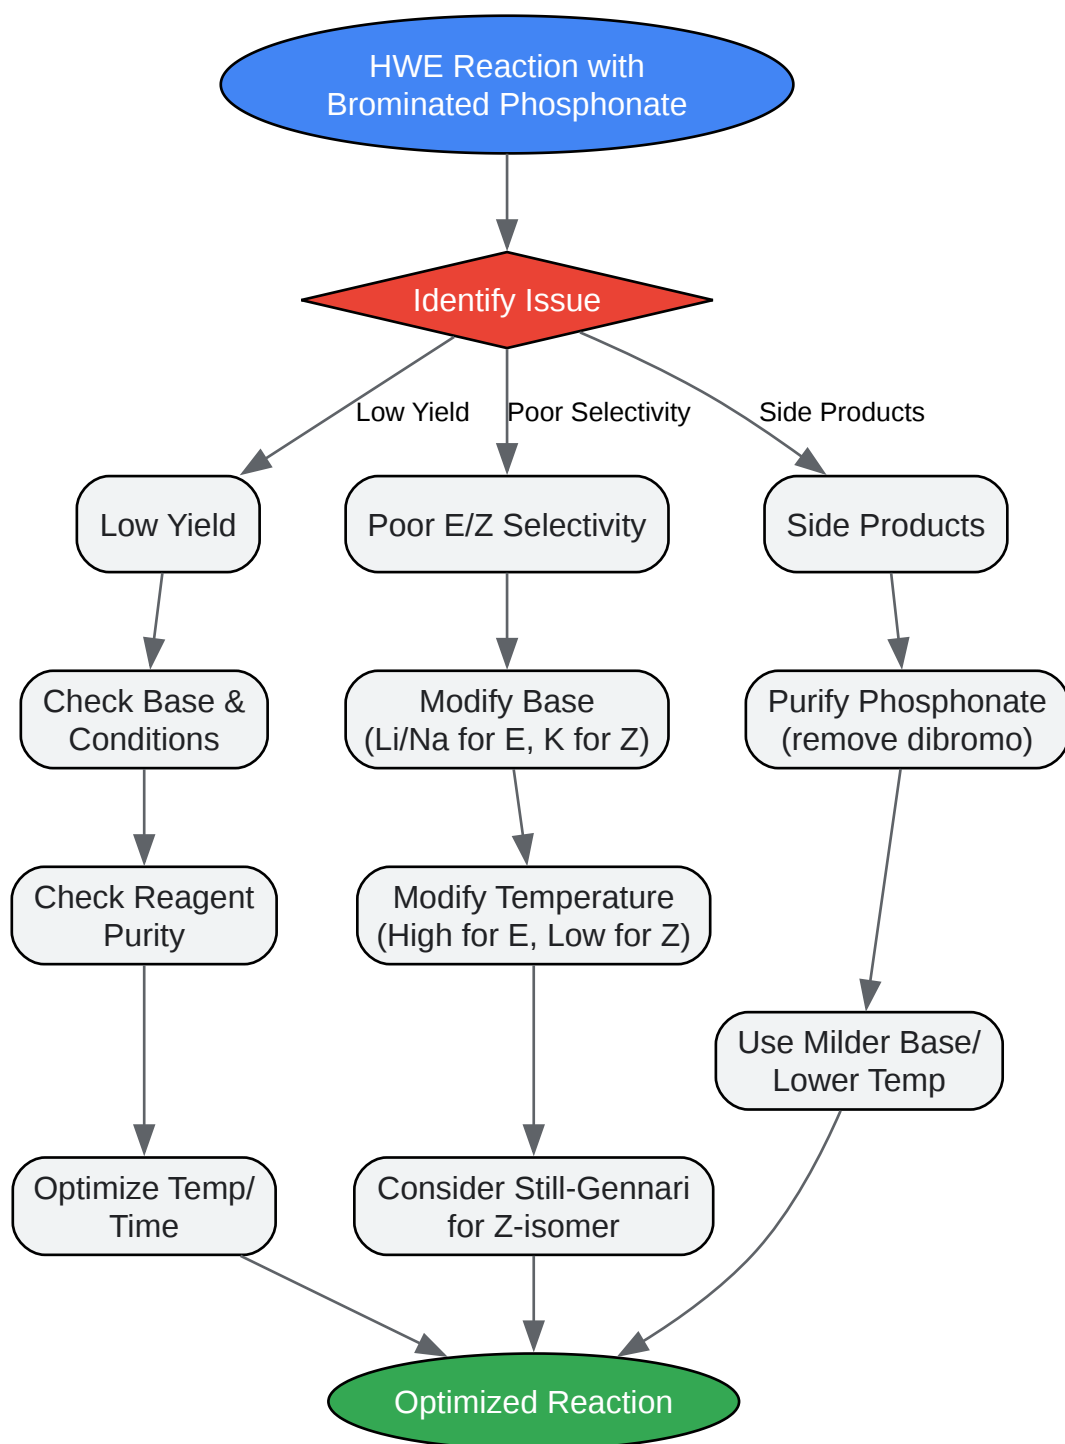 HWE Reaction with
Brominated Phosphonate
Identify Issue
Low Yield
Poor Selectivity
Side Products
Low Yield
Poor E/Z Selectivity
Side Products
Check Base &
Conditions
Modify Base
(Li/Na for E, K for Z)
Purify Phosphonate
(remove dibromo)
Check Reagent
Purity
Modify Temperature
(High for E, Low for Z)
Use Milder Base/
Lower Temp
Optimize Temp/
Time
Consider Still-Gennari
for Z-isomer
Optimized Reaction